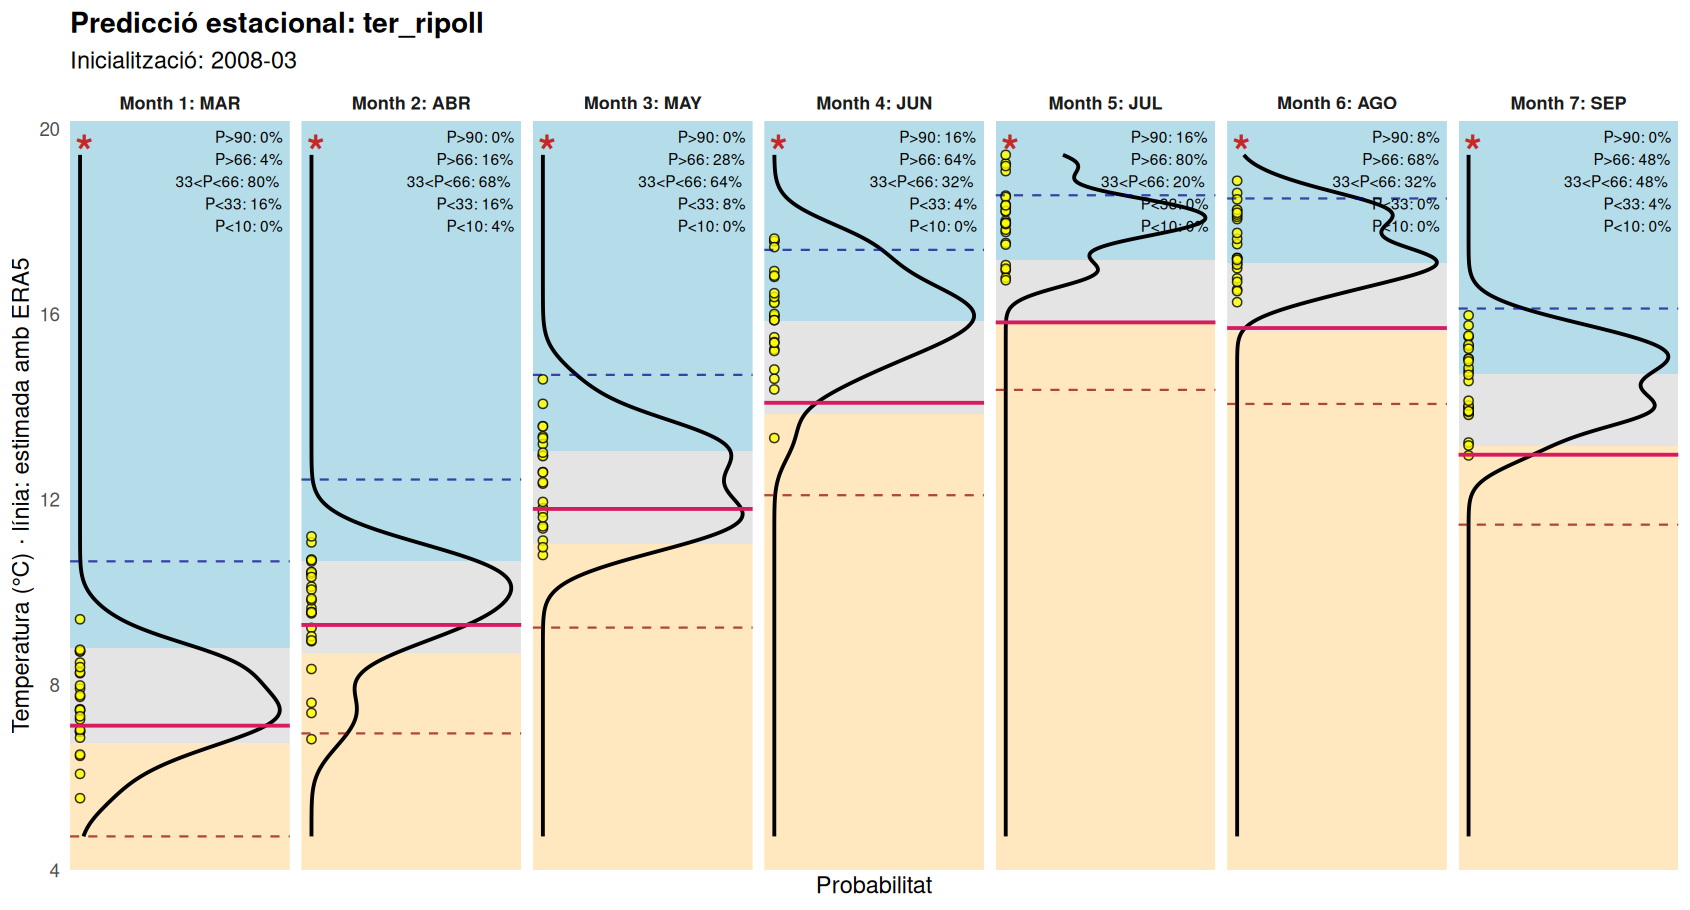 Predicció estacional: ter_ripoll
Inicialització: 2008-03
Month 1: MAR
P>90: 0%
P>66: 4%
33<P<66: 80%
P<33: 16%
P<10: 0%
Month 2: ABR
P>90: 0%
P>66: 16%
33<P<66: 68%
P<33: 16%
P<10: 4%
Month 3: MAY
P>90: 0%
P>66: 28%
33<P<66: 64%
P<33: 8%
P<10: 0%
Month 4: JUN
P>90: 16%
P>66: 64%
33<P<66: 32%
P<33: 4%
P<10: 0%
Month 5: JUL
P>90: 16%
P>66: 80%
33<P<66: 20%
P<33: 0%
P<10: 0%
Month 6: AGO
P>90: 8%
P>66: 68%
33<P<66: 32%
P<33: 0%
P<10: 0%
Month 7: SEP
P>90: 0%
P>66: 48%
33<P<66: 48%
P<33: 4%
P<10: 0%
20
16
12
8
4
Temperatura (°C) · línia: estimada amb ERA5
Probabilitat